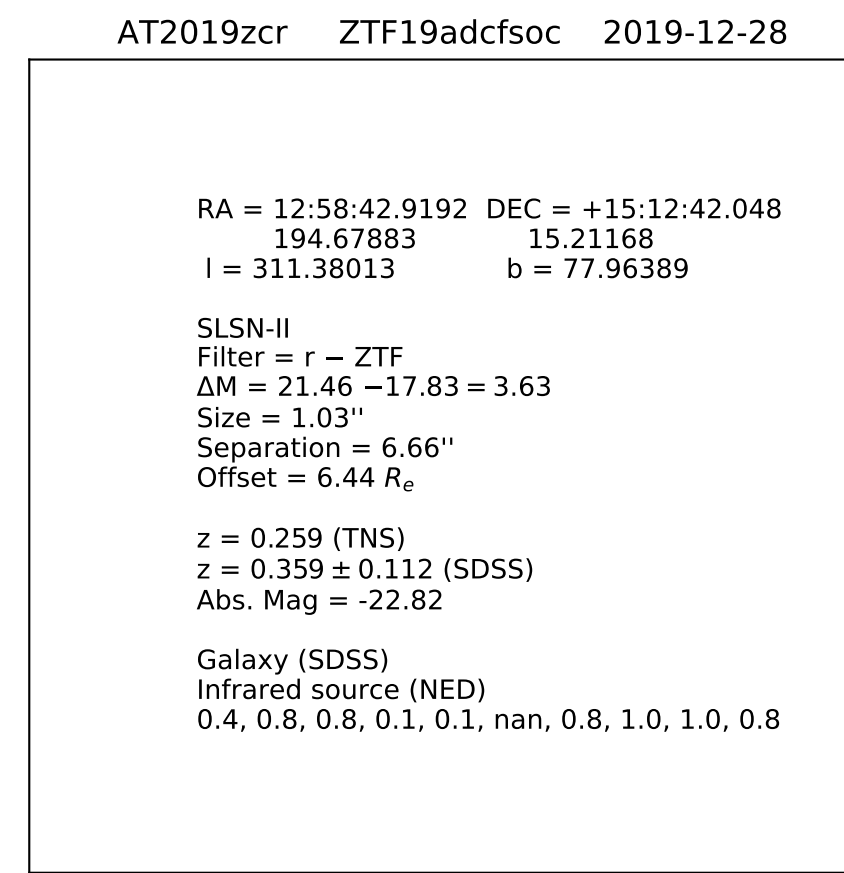 AT2019zcr ZTF19adcfsoc 2019-12-28
RA = 12:58:42.9192 DEC = +15:12:42.048
194.67883 15.21168
l = 311.38013 b = 77.96389
SLSN-II
Filter = r − ZTF
ΔM = 21.46 −17.83 = 3.63
Size = 1.03''
Separation = 6.66''
Offset = 6.44 Rₑ
z = 0.259 (TNS)
z = 0.359 ± 0.112 (SDSS)
Abs. Mag = -22.82
Galaxy (SDSS)
Infrared source (NED)
0.4, 0.8, 0.8, 0.1, 0.1, nan, 0.8, 1.0, 1.0, 0.8